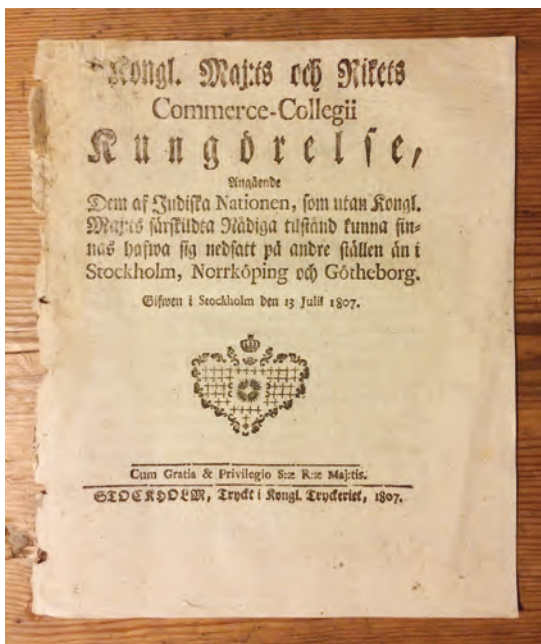 Kongl. Maj:ts och Rikets
Commerce-Collegii
Kungörelse,
Angående
Dem af Judiska Nationen, som utan Kongl.
Maj:ts särskildta Nådiga tilstånd kunna fin-
nas hafwa sig nedsatt på andre ställen än i
Stockholm, Norrköping och Götheborg.
Gifwen i Stockholm den 13 Julii 1807.
Cum Gratia & Privilegio S:æ R:æ Maj:tis.
STOCKHOLM, Tryckt i Kongl. Tryckeriet, 1807.